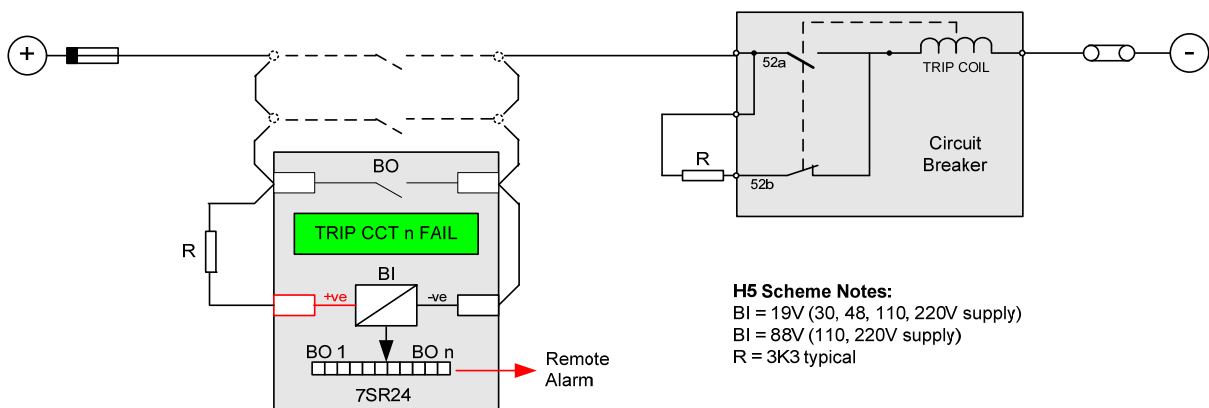 +
-
52a
TRIP COIL
Circuit
Breaker
R
52b
BO
TRIP CCT n FAIL
R
BI
+ve
-ve
BO 1
BO n
7SR24
Remote
Alarm
H5 Scheme Notes:
BI = 19V (30, 48, 110, 220V supply)
BI = 88V (110, 220V supply)
R = 3K3 typical